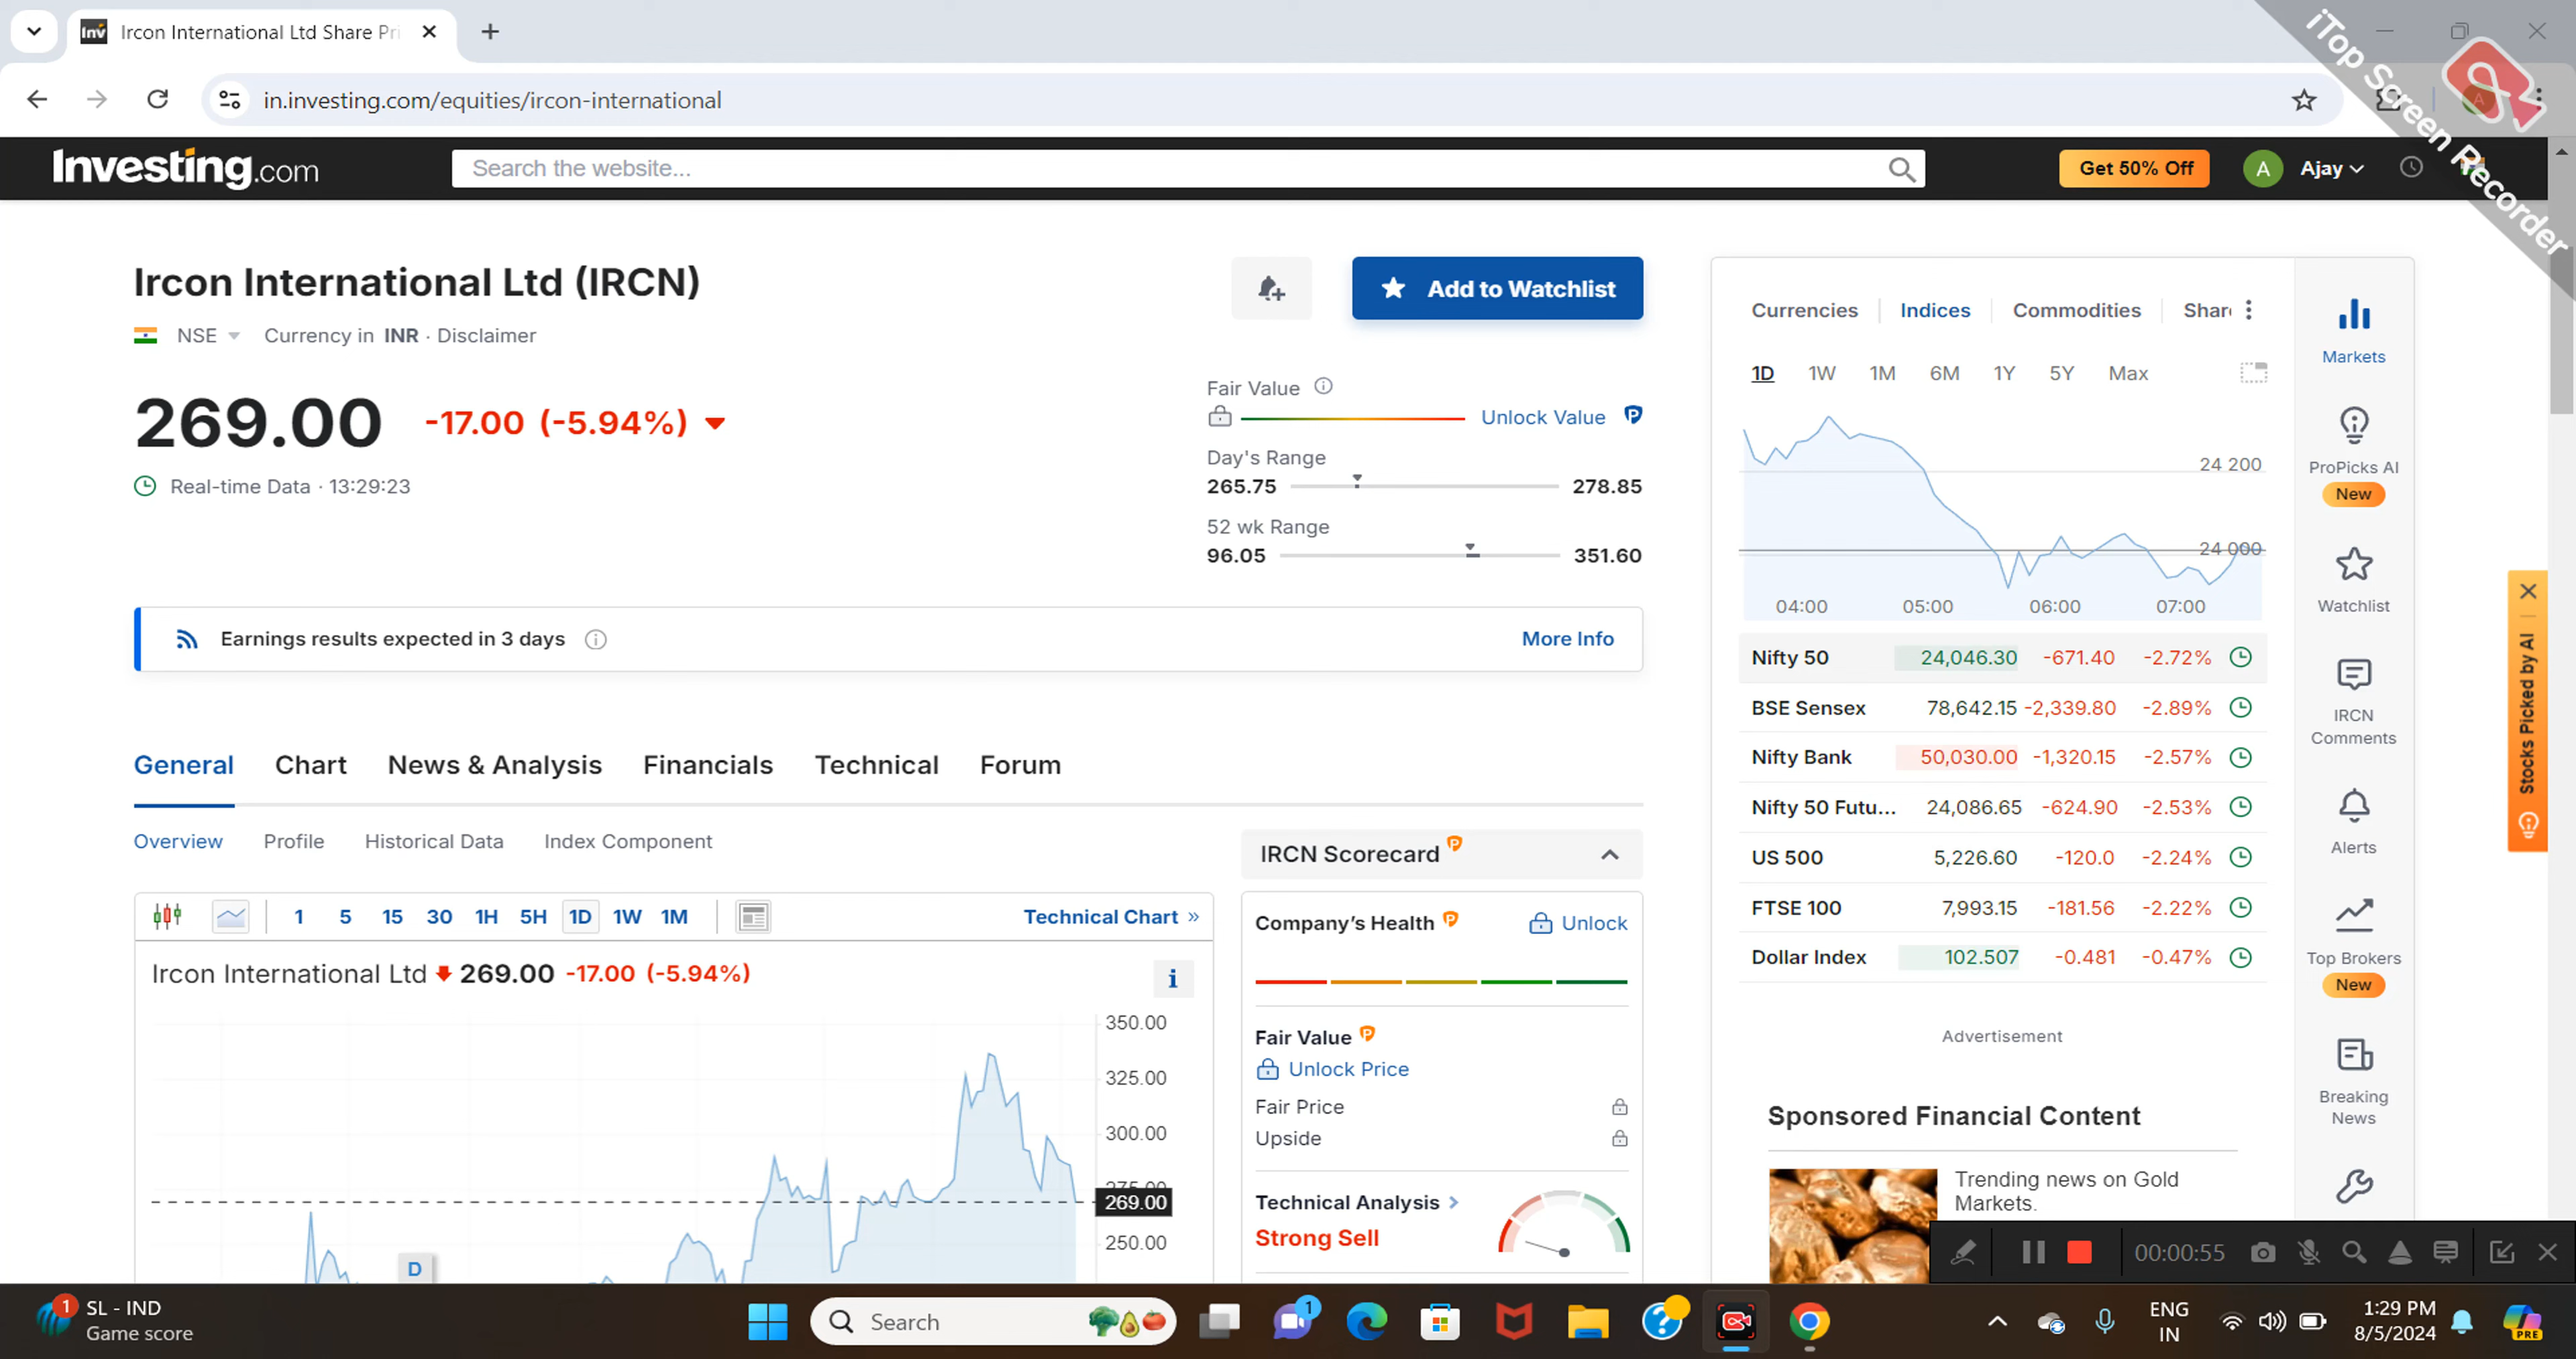 Ircon International Ltd Share Pri
in.investing.com/equities/ircon-international
iTop Screen Recorder
Investing.com
Search the website...
Get 50% Off
A
Ajay
Ircon International Ltd (IRCN)
NSE
Currency in INR · Disclaimer
Add to Watchlist
269.00 -17.00 (-5.94%)
Real-time Data · 13:29:23
Fair Value
Unlock Value
Day's Range
265.75 278.85
52 wk Range
96.05 351.60
Earnings results expected in 3 days
More Info
General Chart News & Analysis Financials Technical Forum
Overview Profile Historical Data Index Component
1 5 15 30 1H 5H 1D 1W 1M
Technical Chart »
Ircon International Ltd 269.00 -17.00 (-5.94%)
i
350.00
325.00
300.00
275.00
269.00
250.00
D
IRCN Scorecard
Company's Health
Unlock
Fair Value
Unlock Price
Fair Price
Upside
Technical Analysis
Strong Sell
Currencies Indices Commodities Shar
1D 1W 1M 6M 1Y 5Y Max
24 200
24 000
04:00 05:00 06:00 07:00
Nifty 50 24,046.30 -671.40 -2.72%
BSE Sensex 78,642.15 -2,339.80 -2.89%
Nifty Bank 50,030.00 -1,320.15 -2.57%
Nifty 50 Futu... 24,086.65 -624.90 -2.53%
US 500 5,226.60 -120.0 -2.24%
FTSE 100 7,993.15 -181.56 -2.22%
Dollar Index 102.507 -0.481 -0.47%
Advertisement
Sponsored Financial Content
Trending news on Gold
Markets.
Markets
ProPicks AI
New
Watchlist
IRCN
Comments
Alerts
Top Brokers
New
Breaking
News
Stocks Picked by AI
00:00:55
1
SL - IND
Game score
Search
1
ENG
IN
1:29 PM
8/5/2024
PRE